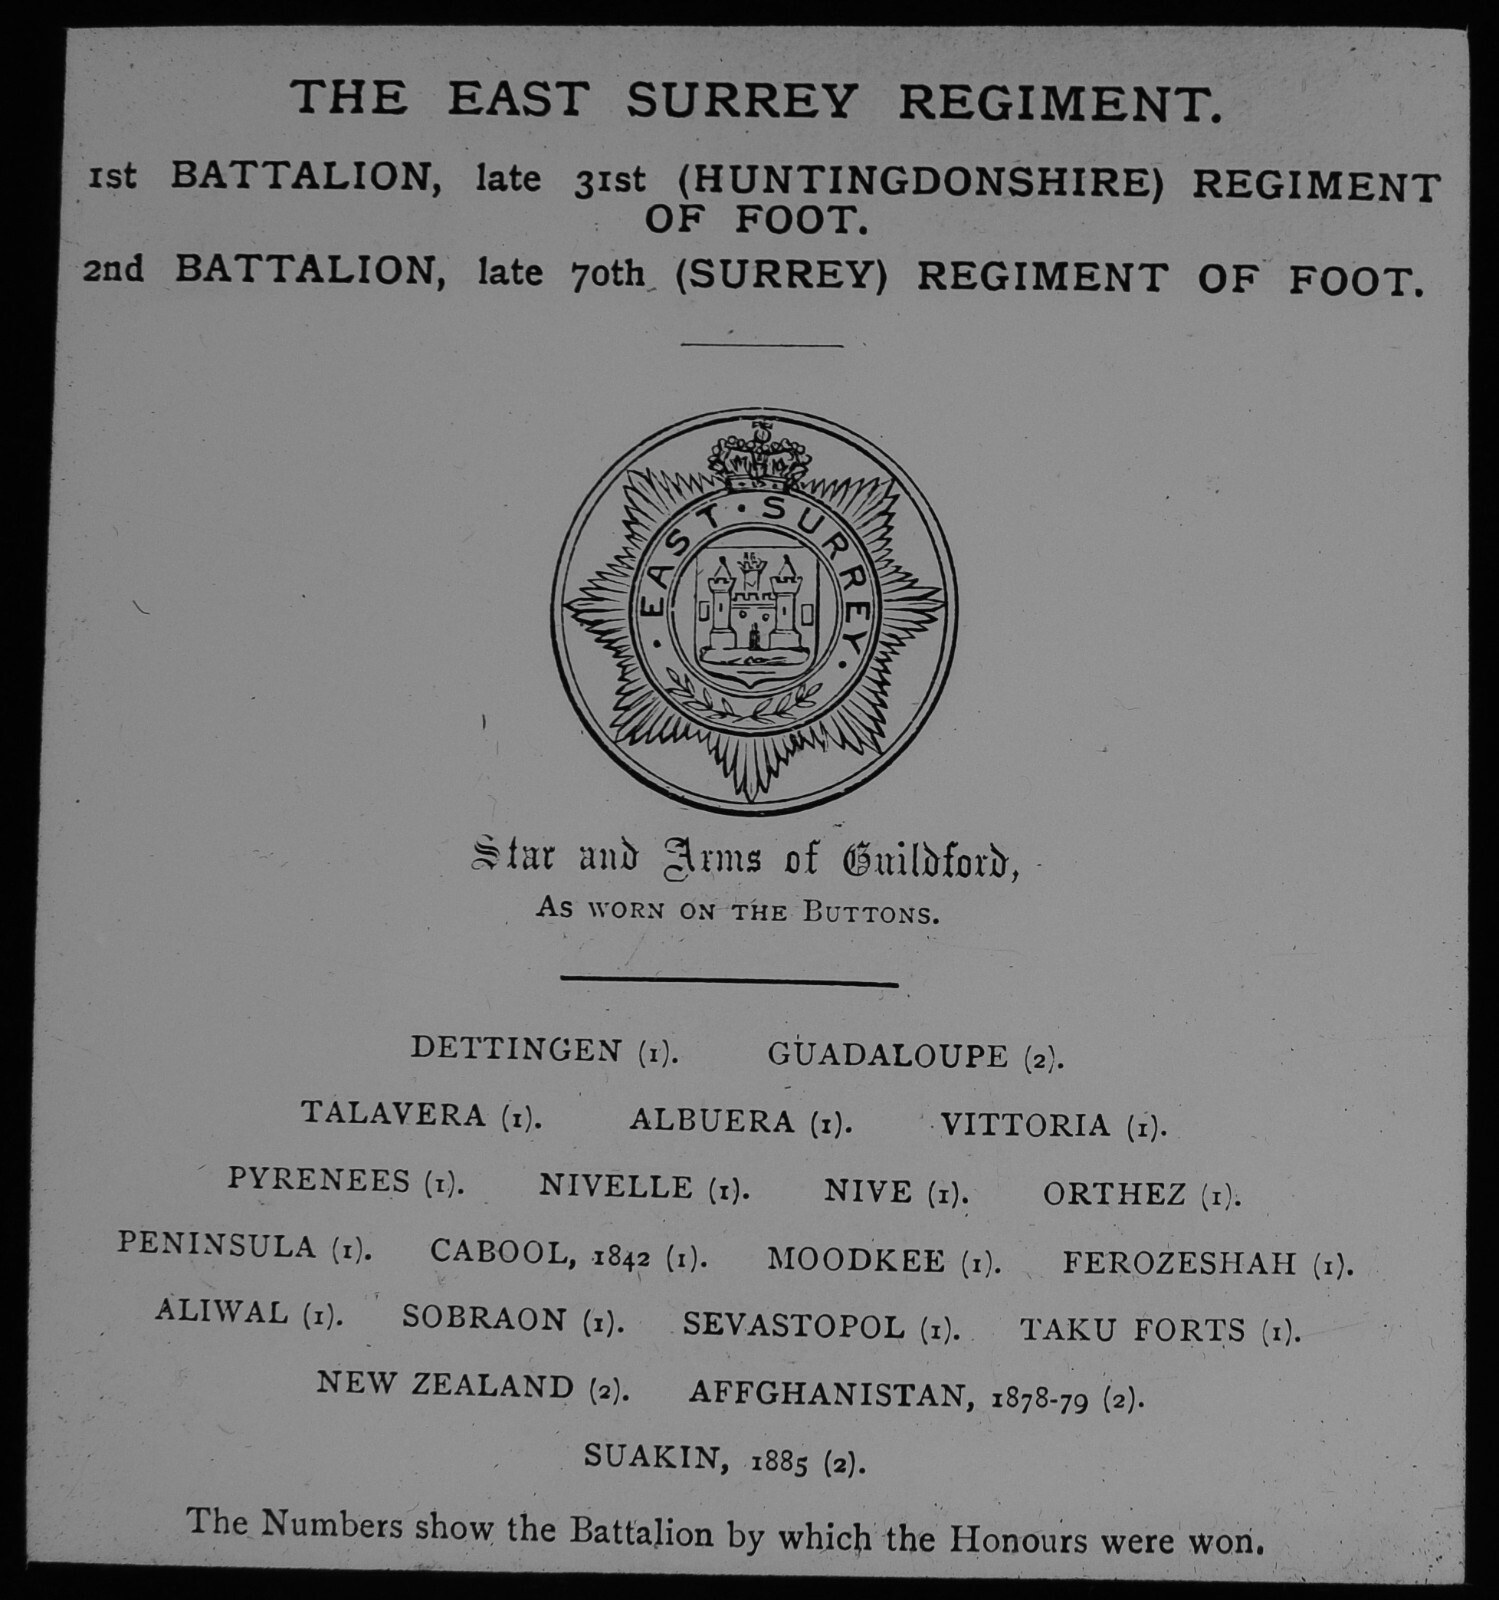 THE EAST SURREY REGIMENT.
1st BATTALION, late 31st (HUNTINGDONSHIRE) REGIMENT
OF FOOT.
2nd BATTALION, late 70th (SURREY) REGIMENT OF FOOT.
· EAST · SURREY ·
Star and Arms of Guildford,
AS WORN ON THE BUTTONS.
DETTINGEN (1). GUADALOUPE (2).
TALAVERA (1). ALBUERA (1). VITTORIA (1).
PYRENEES (1). NIVELLE (1). NIVE (1). ORTHEZ (1).
PENINSULA (1). CABOOL, 1842 (1). MOODKEE (1). FEROZESHAH (1).
ALIWAL (1). SOBRAON (1). SEVASTOPOL (1). TAKU FORTS (1).
NEW ZEALAND (2). AFFGHANISTAN, 1878-79 (2).
SUAKIN, 1885 (2).
The Numbers show the Battalion by which the Honours were won.